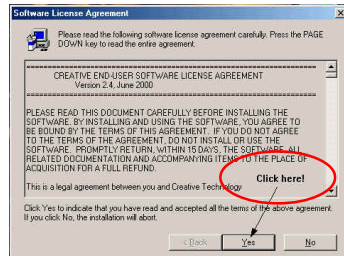 Software License Agreement
Please read the following software license agreement carefully. Press the PAGE
DOWN key to read the entire agreement.
CREATIVE END-USER SOFTWARE LICENSE AGREEMENT
Version 2.4, June 2000
PLEASE READ THIS DOCUMENT CAREFULLY BEFORE INSTALLING THE
SOFTWARE. BY INSTALLING AND USING THE SOFTWARE, YOU AGREE TO
BE BOUND BY THE TERMS OF THIS AGREEMENT. IF YOU DO NOT AGREE
TO THE TERMS OF THE AGREEMENT, DO NOT INSTALL OR USE THE
SOFTWARE. PROMPTLY RETURN, WITHIN 15 DAYS, THE SOFTWARE, ALL
RELATED DOCUMENTATION AND ACCOMPANYING ITEMS TO THE PLACE OF
ACQUISITION FOR A FULL REFUND.
Click here!
This is a legal agreement between you and Creative Technology
Click Yes to indicate that you have read and accepted all the terms of the above agreement.
If you click No, the installation will abort.
< Back
Yes
No